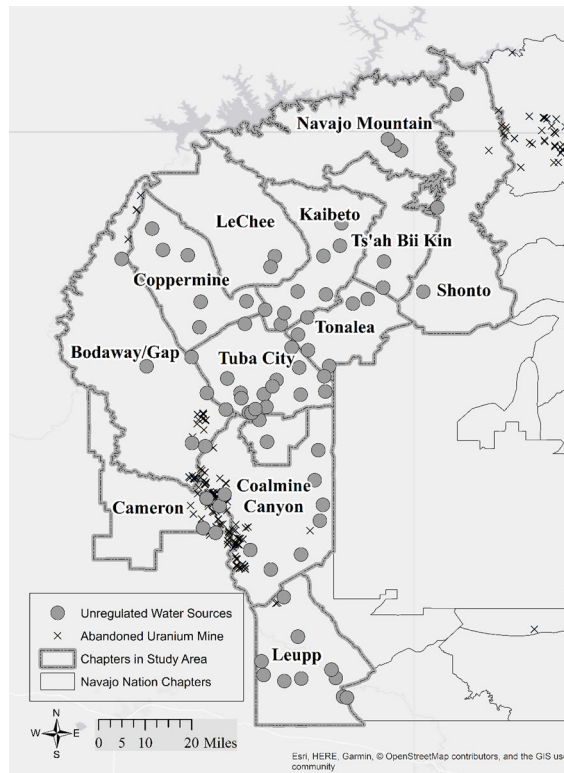 Navajo Mountain
LeChee
Kaibeto
Ts'ah Bii Kin
Coppermine
Shonto
Tonalea
Bodaway/Gap
Tuba City
Coalmine
Canyon
Cameron
Unregulated Water Sources
Abandoned Uranium Mine
Chapters in Study Area
Navajo Nation Chapters
Leupp
N
W
E
S
0 5 10 20 Miles
Esri, HERE, Garmin, © OpenStreetMap contributors, and the GIS use
community